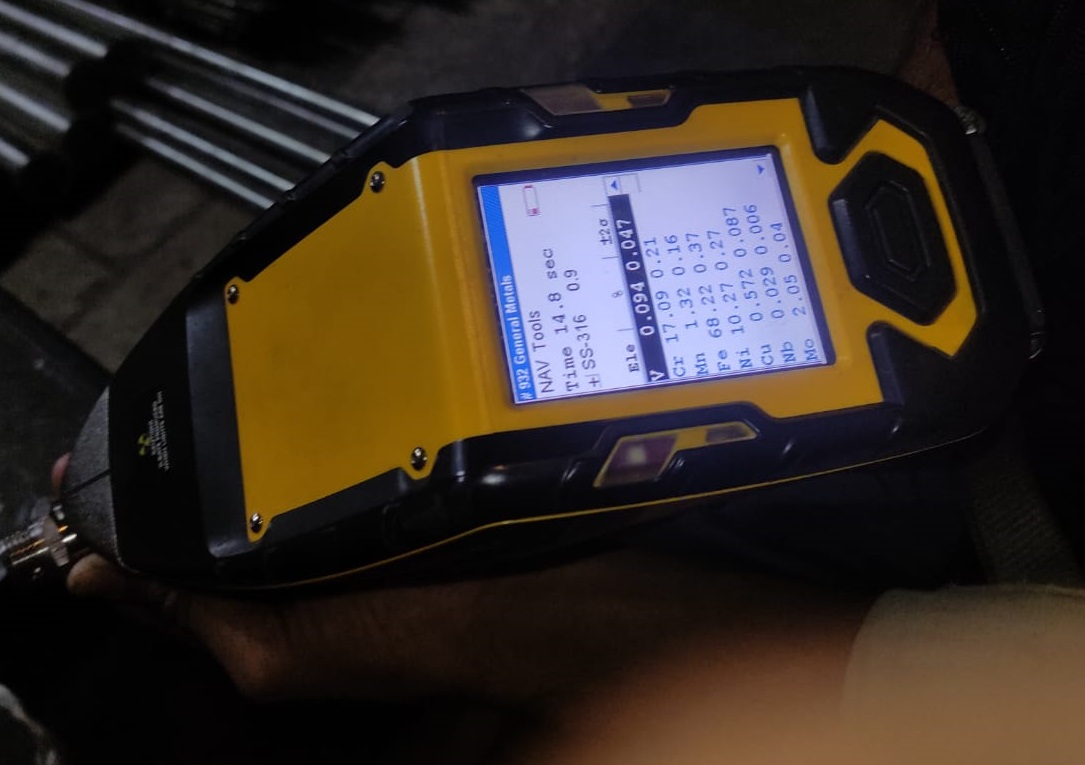 # 932 General Metals
NAV Tools
Time 14.8 sec
+ SS-316 0.9
Ele | % | ±2σ
V 0.094 0.047
Cr 17.09 0.21
Mn 1.32 0.16
Fe 68.22 0.37
Ni 10.27 0.27
Cu 0.572 0.087
Nb 0.029 0.006
Mo 2.05 0.04